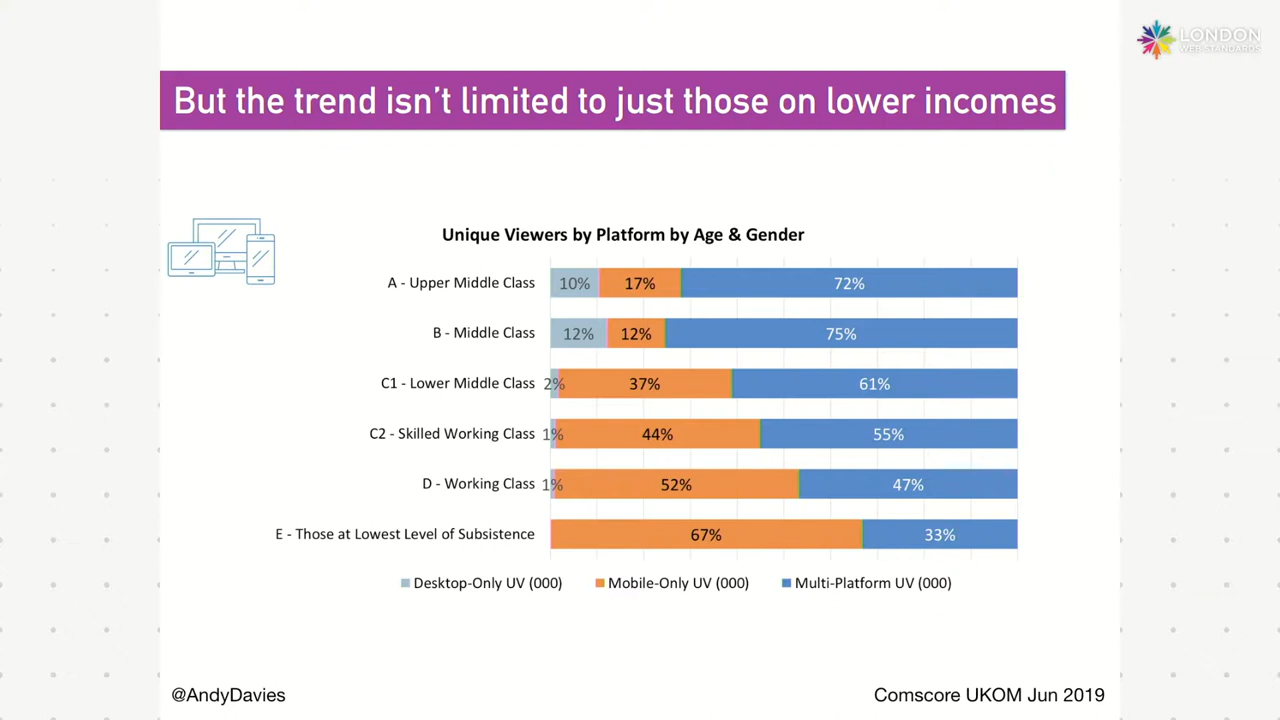 LONDON
WEB STANDARDS
But the trend isn't limited to just those on lower incomes
Unique Viewers by Platform by Age & Gender
A - Upper Middle Class 10% 17% 72%
B - Middle Class 12% 12% 75%
C1 - Lower Middle Class 2% 37% 61%
C2 - Skilled Working Class 1% 44% 55%
D - Working Class 1% 52% 47%
E - Those at Lowest Level of Subsistence 67% 33%
Desktop-Only UV (000) Mobile-Only UV (000) Multi-Platform UV (000)
@AndyDavies Comscore UKOM Jun 2019